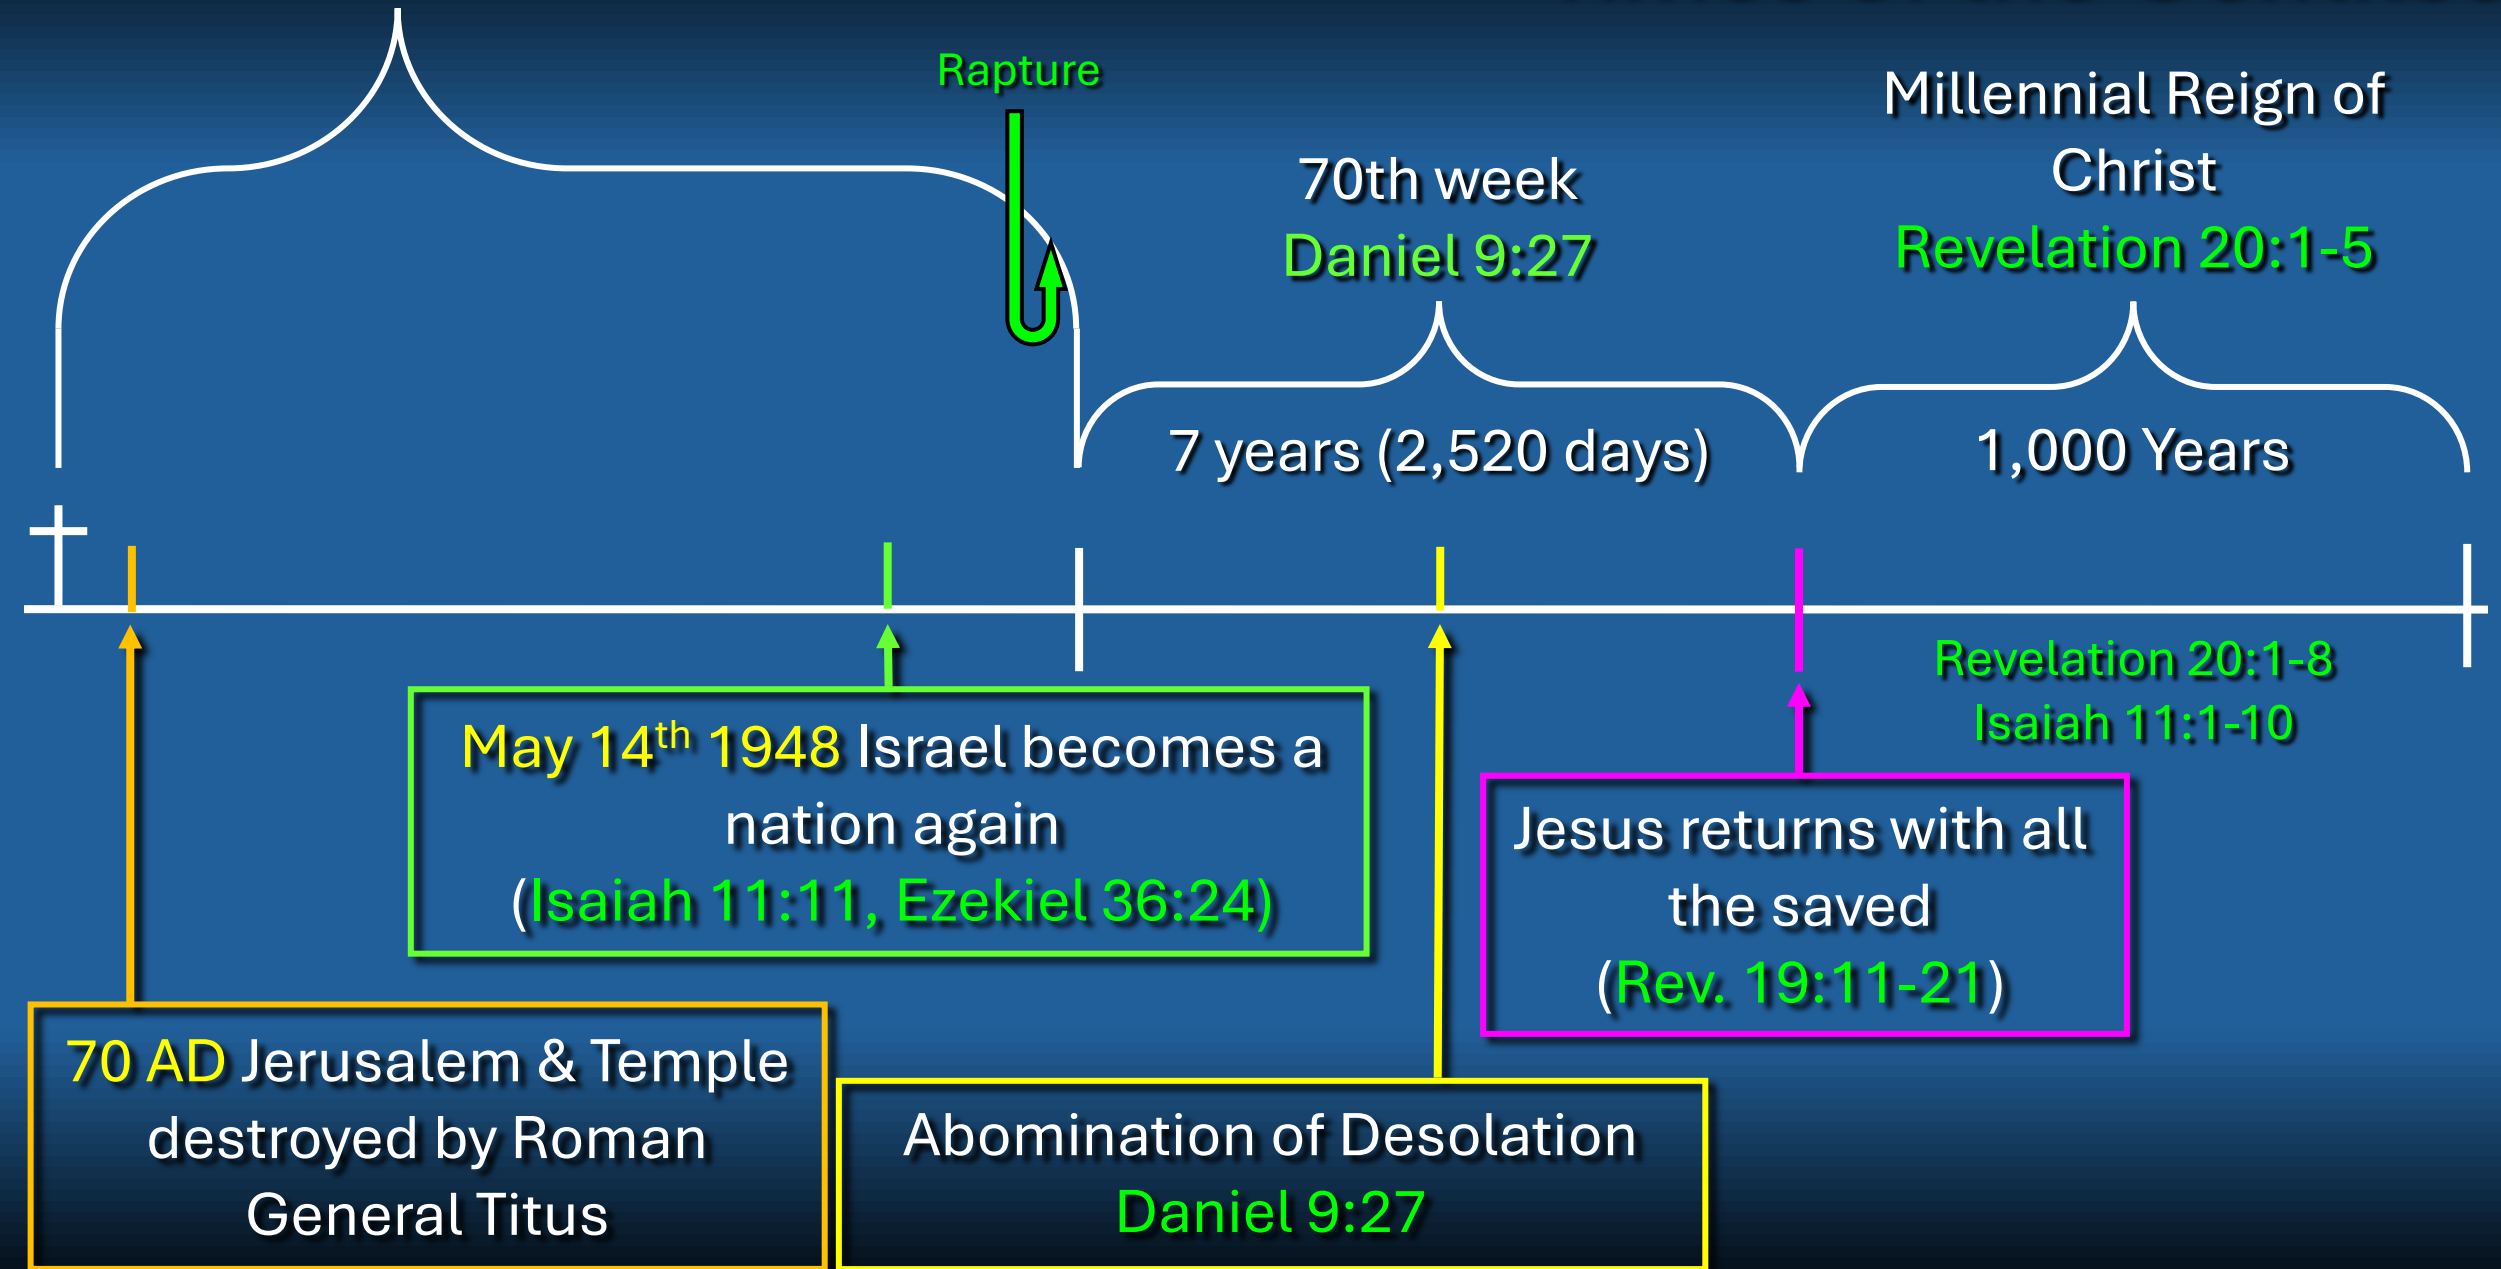 Rapture
Millennial Reign of
Christ
Revelation 20:1-5
70th week
Daniel 9:27
7 years (2,520 days)
1,000 Years
Revelation 20:1-8
Isaiah 11:1-10
May 14th 1948 Israel becomes a
nation again
(Isaiah 11:11, Ezekiel 36:24)
Jesus returns with all
the saved
(Rev. 19:11-21)
70 AD Jerusalem & Temple
destroyed by Roman
General Titus
Abomination of Desolation
Daniel 9:27